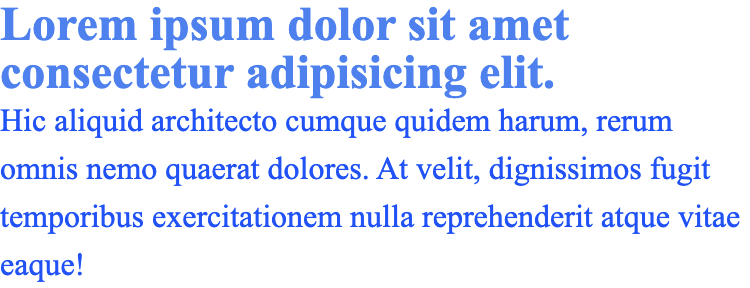 Lorem ipsum dolor sit amet
consectetur adipisicing elit.
Hic aliquid architecto cumque quidem harum, rerum
omnis nemo quaerat dolores. At velit, dignissimos fugit
temporibus exercitationem nulla reprehenderit atque vitae
eaque!